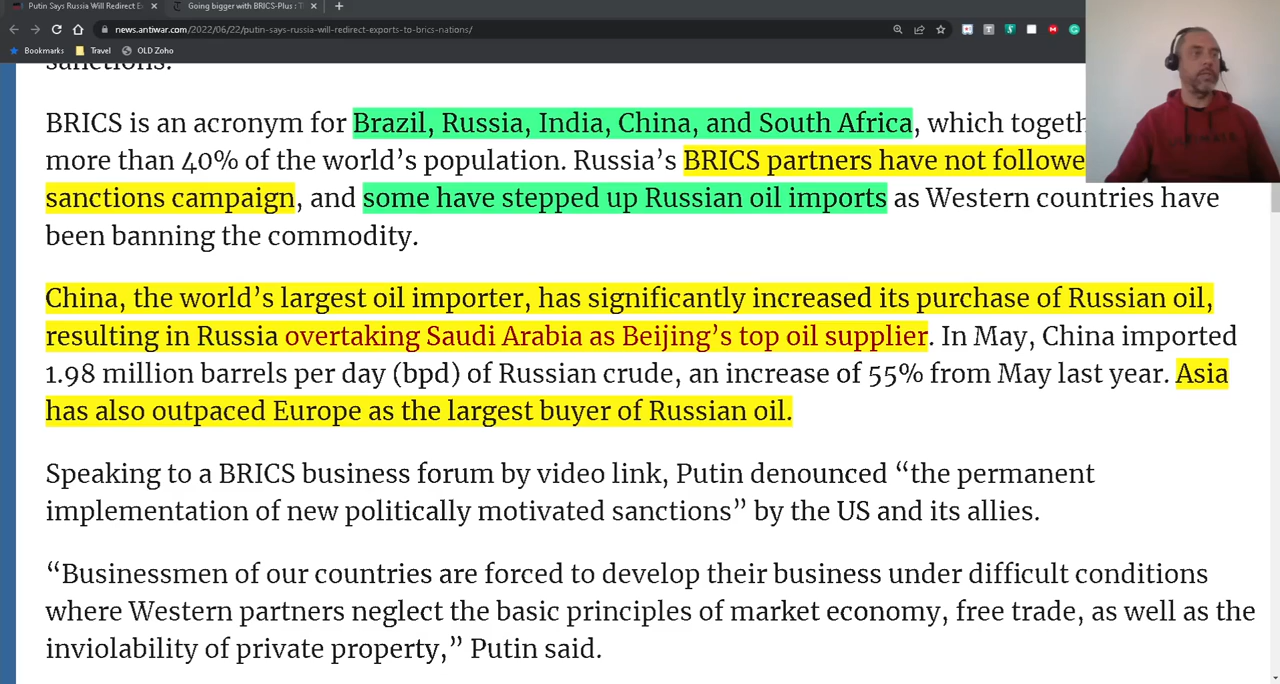 Putin Says Russia Will Redirect E
Going bigger with BRICS-Plus : T
news.antiwar.com/2022/06/22/putin-says-russia-will-redirect-exports-to-brics-nations/
Bookmarks Travel OLD Zoho
sanctions.
BRICS is an acronym for Brazil, Russia, India, China, and South Africa, which togeth
more than 40% of the world’s population. Russia’s BRICS partners have not followe
sanctions campaign, and some have stepped up Russian oil imports as Western countries have
been banning the commodity.
China, the world’s largest oil importer, has significantly increased its purchase of Russian oil,
resulting in Russia overtaking Saudi Arabia as Beijing’s top oil supplier. In May, China imported
1.98 million barrels per day (bpd) of Russian crude, an increase of 55% from May last year. Asia
has also outpaced Europe as the largest buyer of Russian oil.
Speaking to a BRICS business forum by video link, Putin denounced “the permanent
implementation of new politically motivated sanctions” by the US and its allies.
“Businessmen of our countries are forced to develop their business under difficult conditions
where Western partners neglect the basic principles of market economy, free trade, as well as the
inviolability of private property,” Putin said.